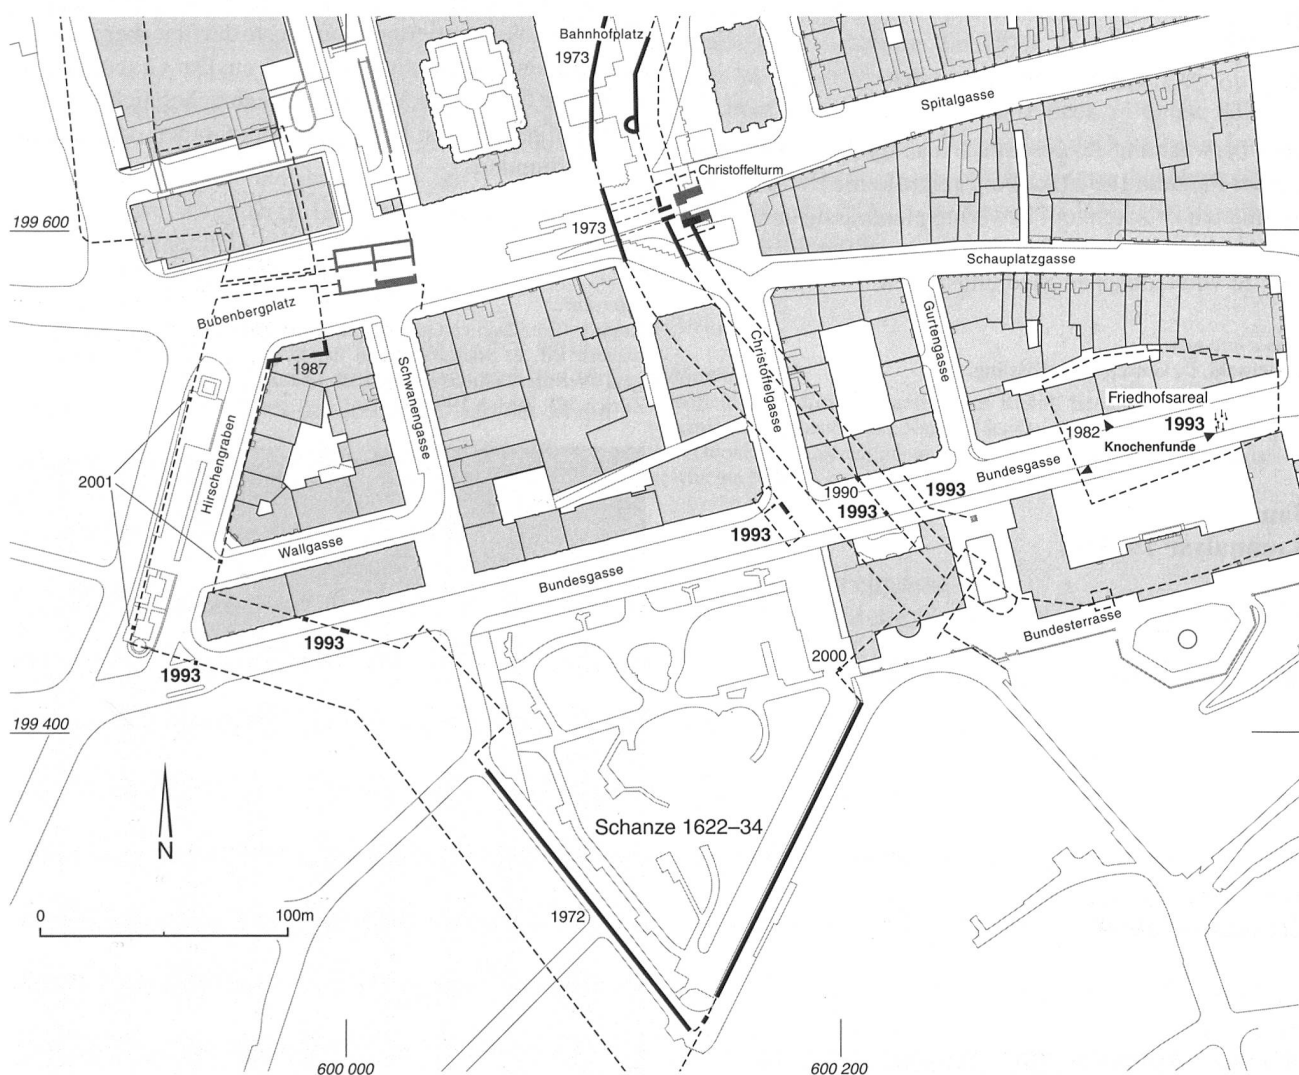 Bahnhofplatz
1973
Spitalgasse
Christoffelturm
199 600
1973
Schauplatzgasse
Bubenbergplatz
Gurtengasse
Christoffelgasse
1987
Schwanengasse
Friedhofsareal
1982
1993
Knochenfunde
Hirschengraben
Bundesgasse
2001
1990
1993
1993
1993
Wallgasse
Bundesgasse
Bundesterrasse
1993
2000
1993
199 400
Schanze 1622–34
N
0 100m
1972
600 000
600 200